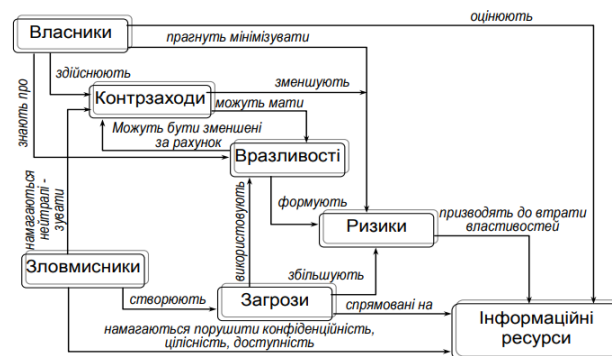 оцінюють
Власники
прагнуть мінімізувати
здійснюють
зменшують
Контрзаходи
можуть мати
знають про
Можуть бути зменшені
за рахунок
Вразливості
намагаються
нейтралі -
зувати
формують
використовують
Ризики
призводять до втрати
властивостей
Зловмисники
збільшують
створюють
Загрози
спрямовані на
Інформаційні
ресурси
намагаються порушити конфіденційність,
цілісність, доступність